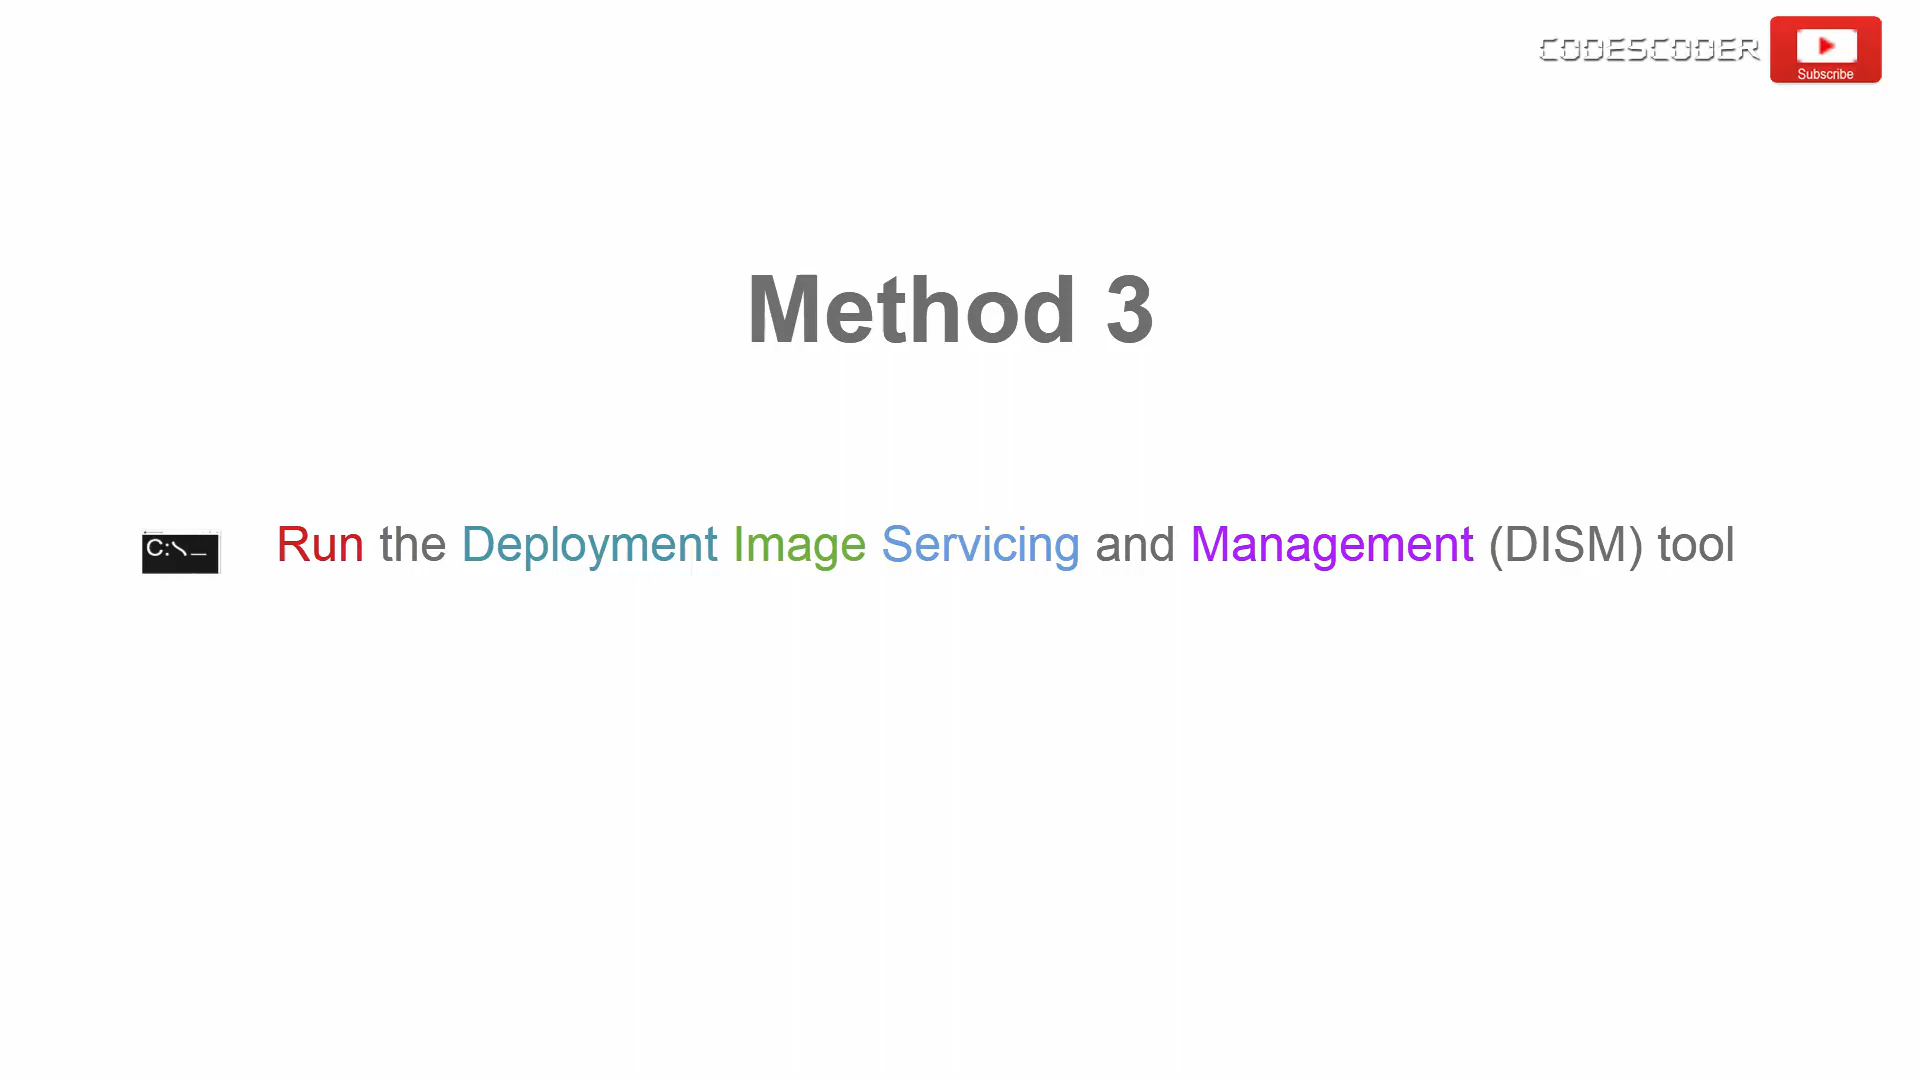 CODESCODER
Subscribe
Method 3
C:\_
Run the Deployment Image Servicing and Management (DISM) tool